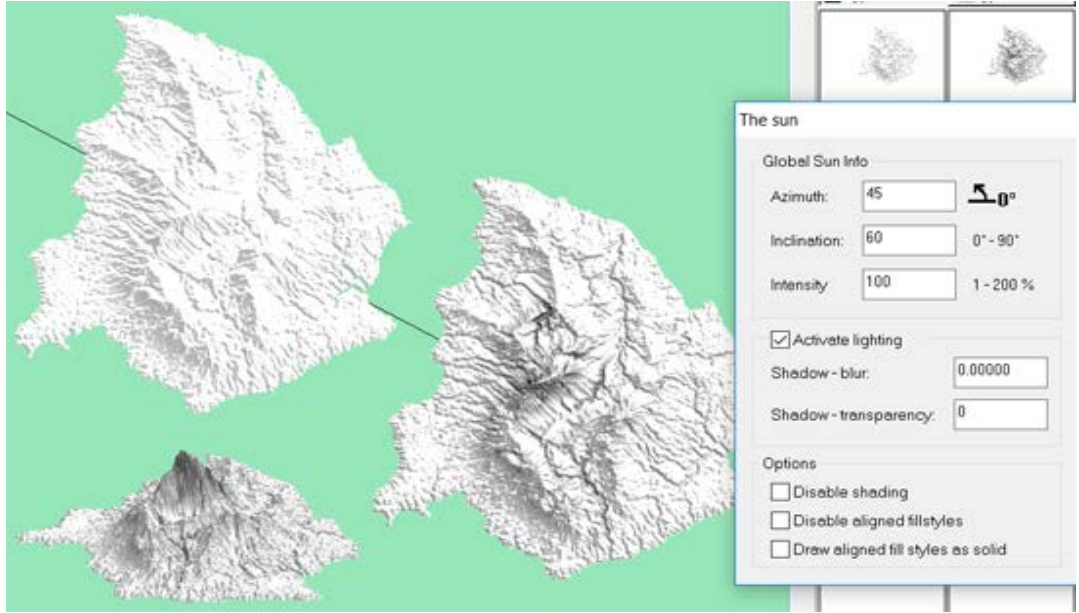 The sun
Global Sun Info
Azimuth: 45 0°
Inclination: 60 0° - 90°
Intensity 100 1 - 200 %
Activate lighting
Shadow - blur: 0.00000
Shadow - transparency: 0
Options
Disable shading
Disable aligned fillstyles
Draw aligned fill styles as solid